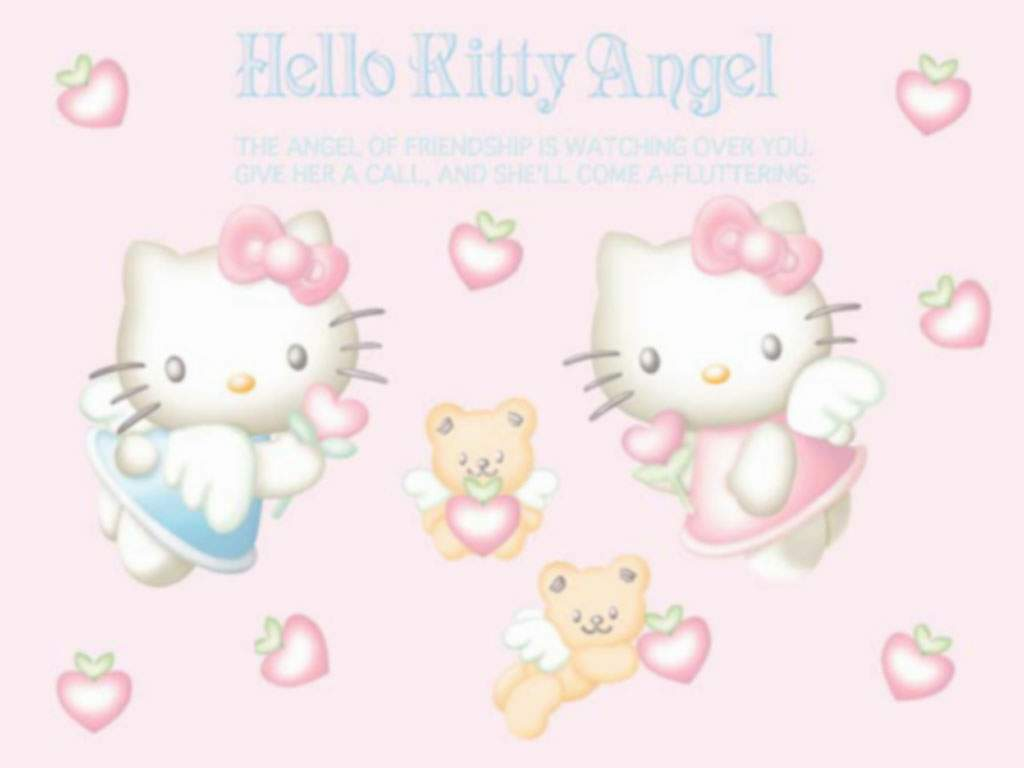 Hello Kitty Angel
THE ANGEL OF FRIENDSHIP IS WATCHING OVER YOU.
GIVE HER A CALL, AND SHE'LL COME A-FLUTTERING.